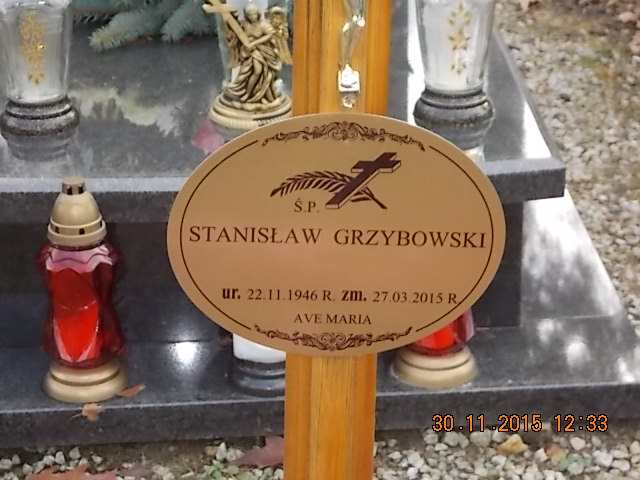 Ś.P.
STANISŁAW GRZYBOWSKI
ur. 22.11.1946 R. zm. 27.03.2015 R
AVE MARIA
30.11.2015 12:33